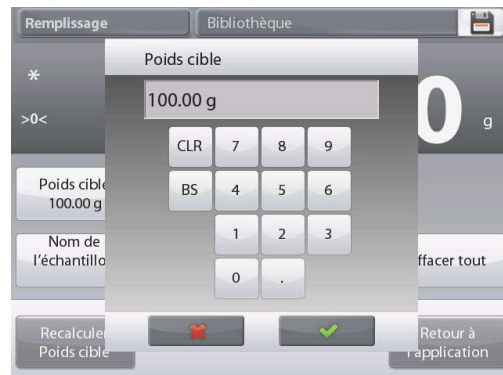 Remplissage
Bibliothèque
Poids cible
*
>0<
0
g
100.00 g
CLR 7 8 9
BS 4 5 6
1 2 3
0 .
Poids cible
100.00 g
Nom de
l'échantillo
ffacer tout
Recalculer
Poids cible
Retour à
l'application